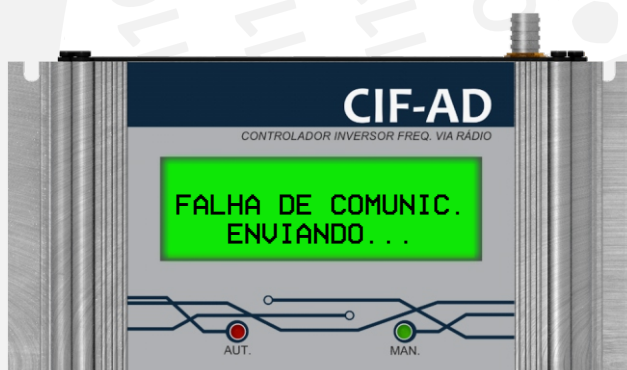 CIF-AD
CONTROLADOR INVERSOR FREQ. VIA RÁDIO
FALHA DE COMUNIC.
ENVIANDO...
AUT.
MAN.